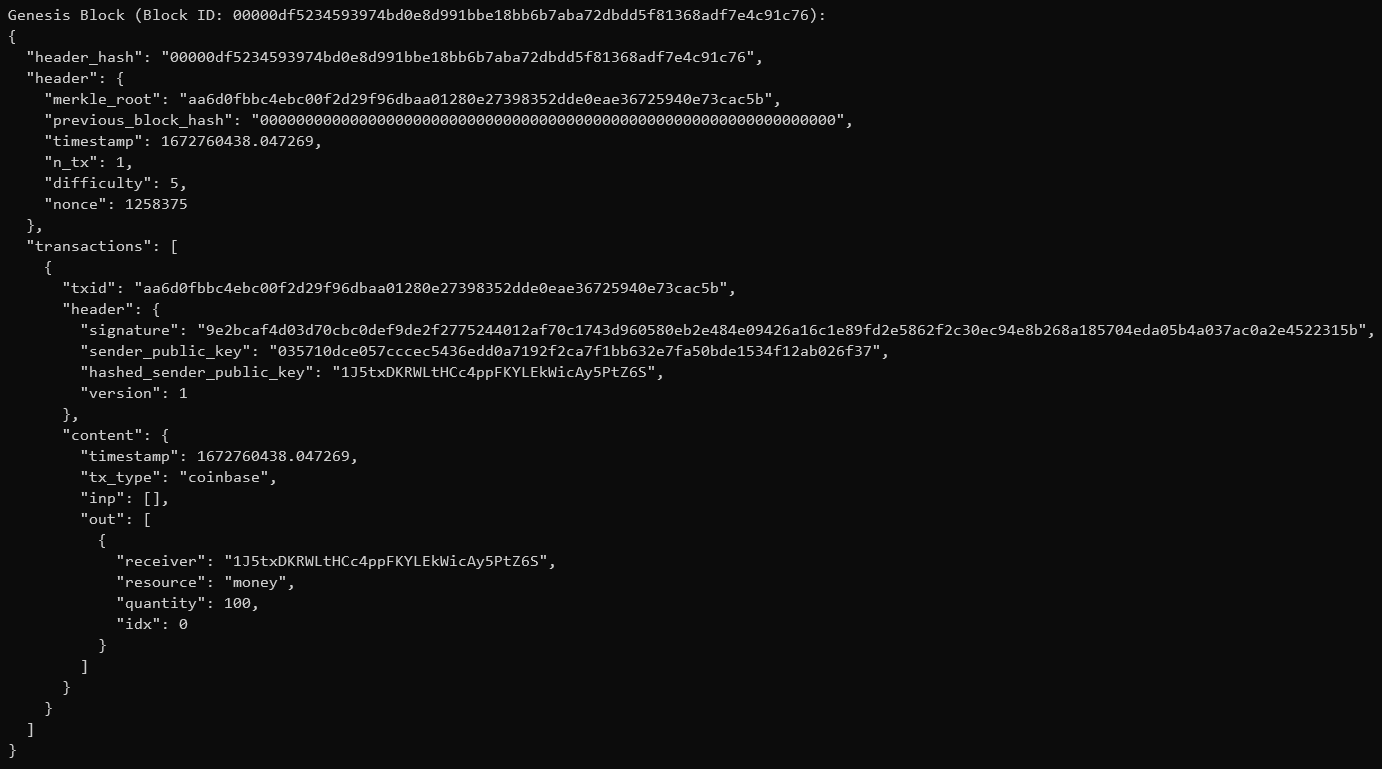 Genesis Block (Block ID: 00000df5234593974bd0e8d991bbe18bb6b7aba72dbdd5f81368adf7e4c91c76):
{
  "header_hash": "00000df5234593974bd0e8d991bbe18bb6b7aba72dbdd5f81368adf7e4c91c76",
  "header": {
    "merkle_root": "aa6d0fbbc4ebc00f2d29f96dbaa01280e27398352dde0eae36725940e73cac5b",
    "previous_block_hash": "0000000000000000000000000000000000000000000000000000000000000000",
    "timestamp": 1672760438.047269,
    "n_tx": 1,
    "difficulty": 5,
    "nonce": 1258375
  },
  "transactions": [
    {
      "txid": "aa6d0fbbc4ebc00f2d29f96dbaa01280e27398352dde0eae36725940e73cac5b",
      "header": {
        "signature": "9e2bcaf4d03d70cbc0def9de2f2775244012af70c1743d960580eb2e484e09426a16c1e89fd2e5862f2c30ec94e8b268a185704eda05b4a037ac0a2e4522315b",
        "sender_public_key": "035710dce057cccec5436edd0a7192f2ca7f1bb632e7fa50bde1534f12ab026f37",
        "hashed_sender_public_key": "1J5txDKRWLtHCc4ppFKYLEkWicAy5PtZ6S",
        "version": 1
      },
      "content": {
        "timestamp": 1672760438.047269,
        "tx_type": "coinbase",
        "inp": [],
        "out": [
          {
            "receiver": "1J5txDKRWLtHCc4ppFKYLEkWicAy5PtZ6S",
            "resource": "money",
            "quantity": 100,
            "idx": 0
          }
        ]
      }
    }
  ]
}